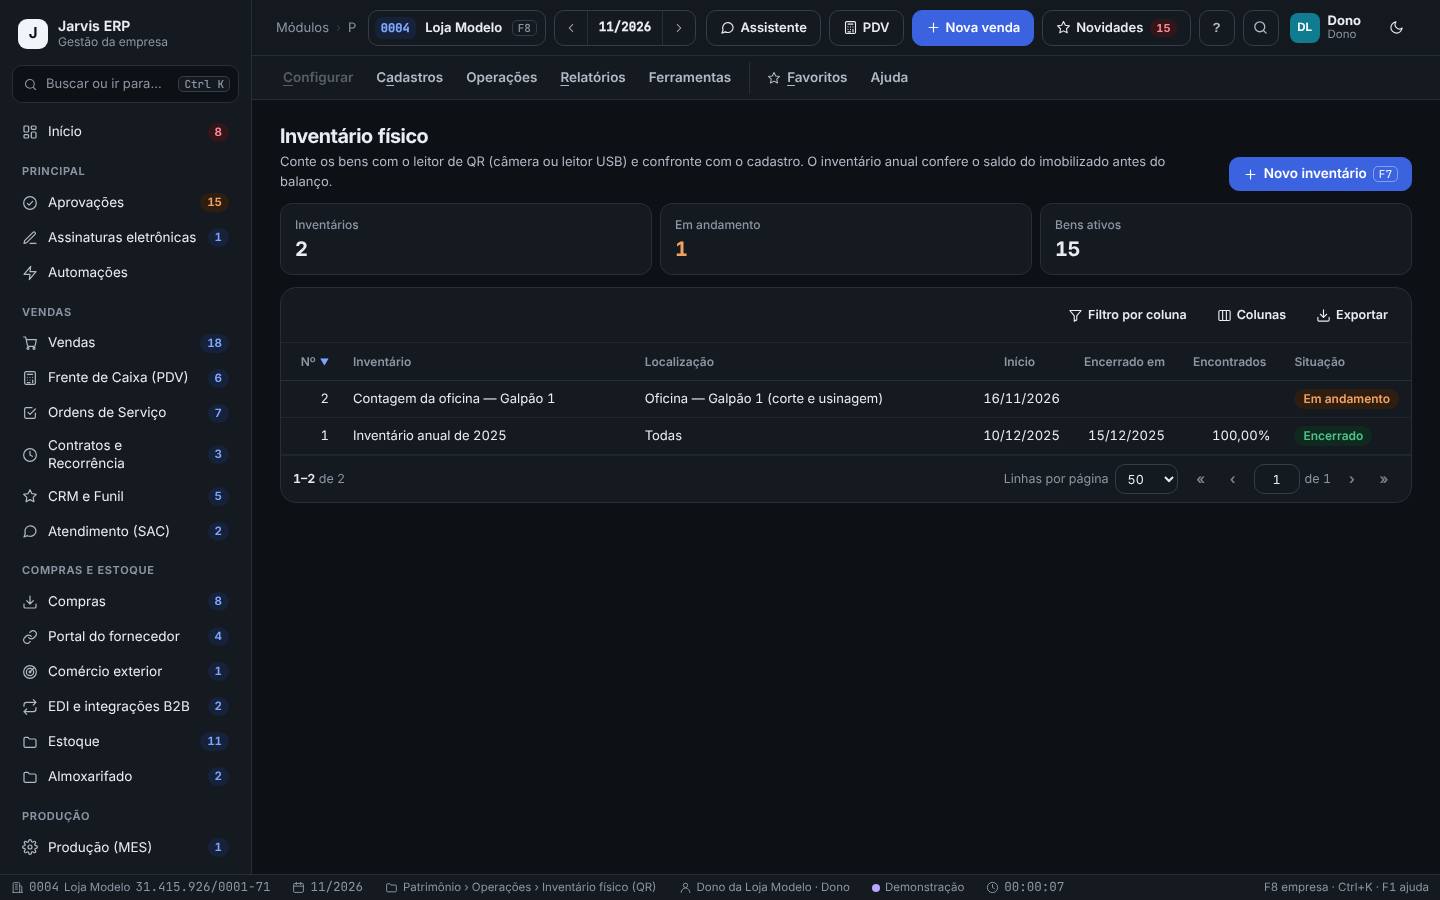 J
Jarvis ERP
Gestão da empresa
Buscar ou ir para... Ctrl K
Início 8
PRINCIPAL
Aprovações 15
Assinaturas eletrônicas 1
Automações
VENDAS
Vendas 18
Frente de Caixa (PDV) 6
Ordens de Serviço 7
Contratos e
Recorrência 3
CRM e Funil 5
Atendimento (SAC) 2
COMPRAS E ESTOQUE
Compras 8
Portal do fornecedor 4
Comércio exterior 1
EDI e integrações B2B 2
Estoque 11
Almoxarifado 2
PRODUÇÃO
Produção (MES) 1
Módulos › P
0004 Loja Modelo F8
‹ 11/2026 ›
Assistente
PDV
+ Nova venda
Novidades 15
?
DL
Dono
Dono
Configurar Cadastros Operações Relatórios Ferramentas Favoritos Ajuda
Inventário físico
Conte os bens com o leitor de QR (câmera ou leitor USB) e confronte com o cadastro. O inventário anual confere o saldo do imobilizado antes do
balanço.
+ Novo inventário F7
Inventários
2
Em andamento
1
Bens ativos
15
Filtro por coluna Colunas Exportar
Nº ▼ Inventário Localização Início Encerrado em Encontrados Situação
2 Contagem da oficina — Galpão 1 Oficina — Galpão 1 (corte e usinagem) 16/11/2026 Em andamento
1 Inventário anual de 2025 Todas 10/12/2025 15/12/2025 100,00% Encerrado
1–2 de 2 Linhas por página 50 « ‹ 1 de 1 › »
0004 Loja Modelo 31.415.926/0001-71 11/2026 Patrimônio › Operações › Inventário físico (QR) Dono da Loja Modelo · Dono Demonstração 00:00:07 F8 empresa · Ctrl+K · F1 ajuda